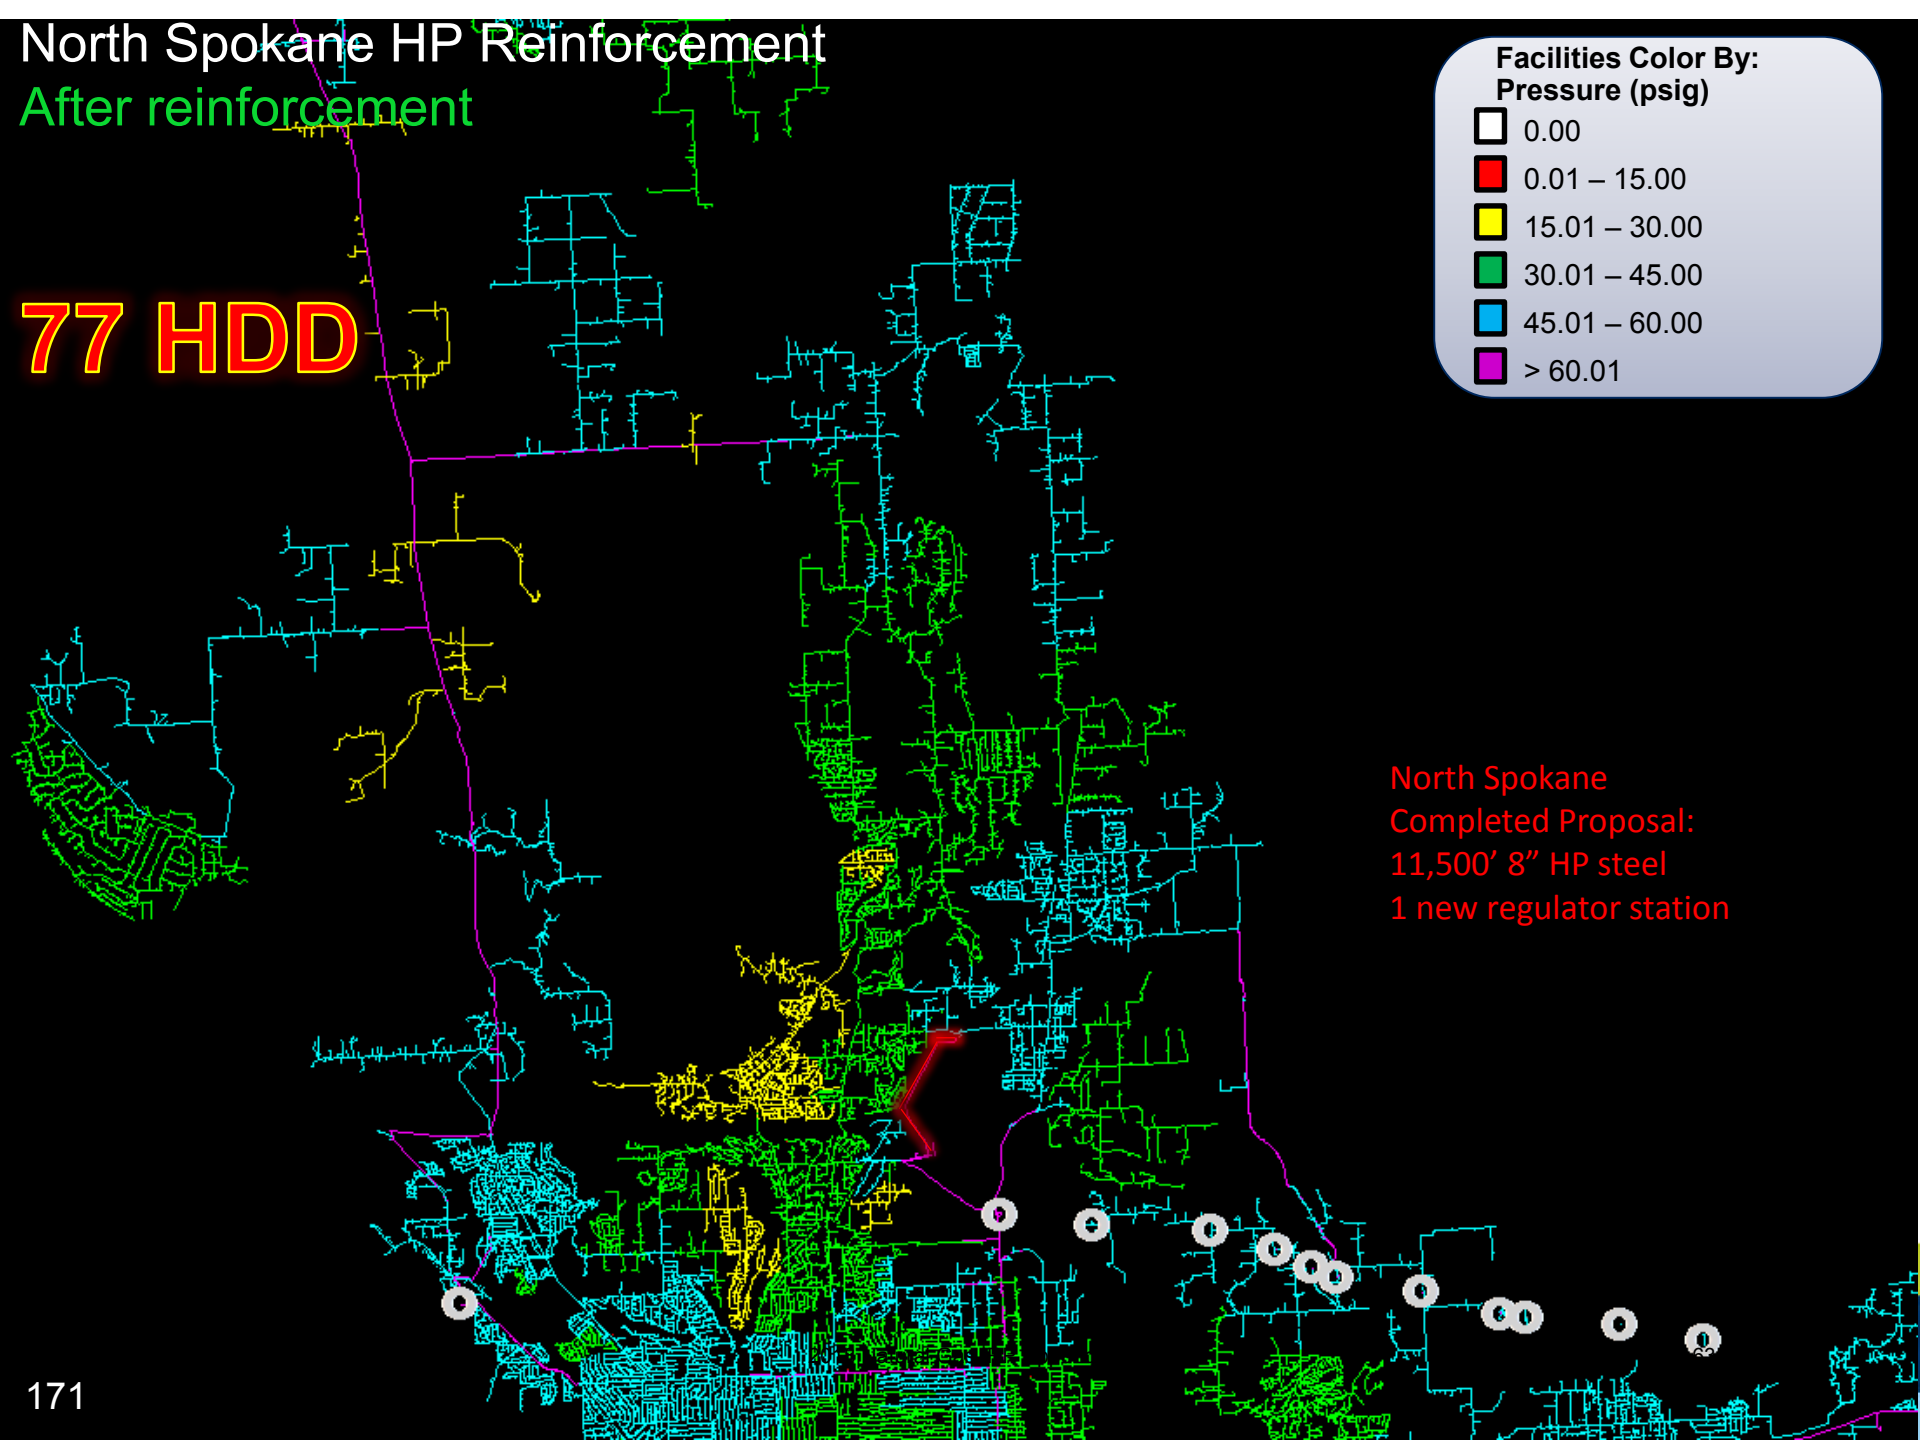 North Spokane HP Reinforcement
After reinforcement
Facilities Color By:
Pressure (psig)
0.00
0.01 – 15.00
15.01 – 30.00
30.01 – 45.00
45.01 – 60.00
> 60.01
77 HDD
North Spokane
Completed Proposal:
11,500’ 8” HP steel
1 new regulator station
171